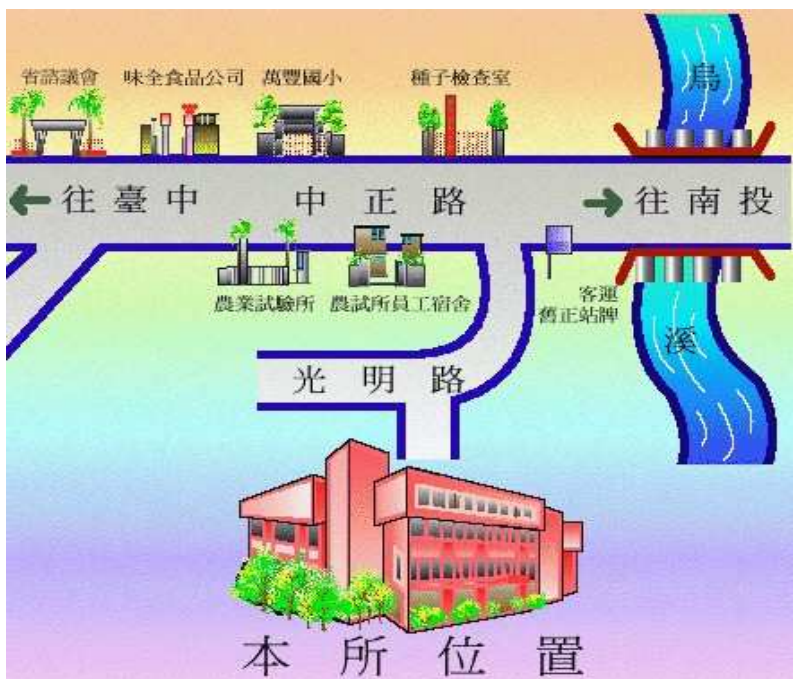 省諮議會 味全食品公司 萬豐國小 種子檢查室
烏
往臺中 中正路 往南投
農業試驗所 農試所員工宿舍
客運
舊正站牌
溪
光明路
本所位置